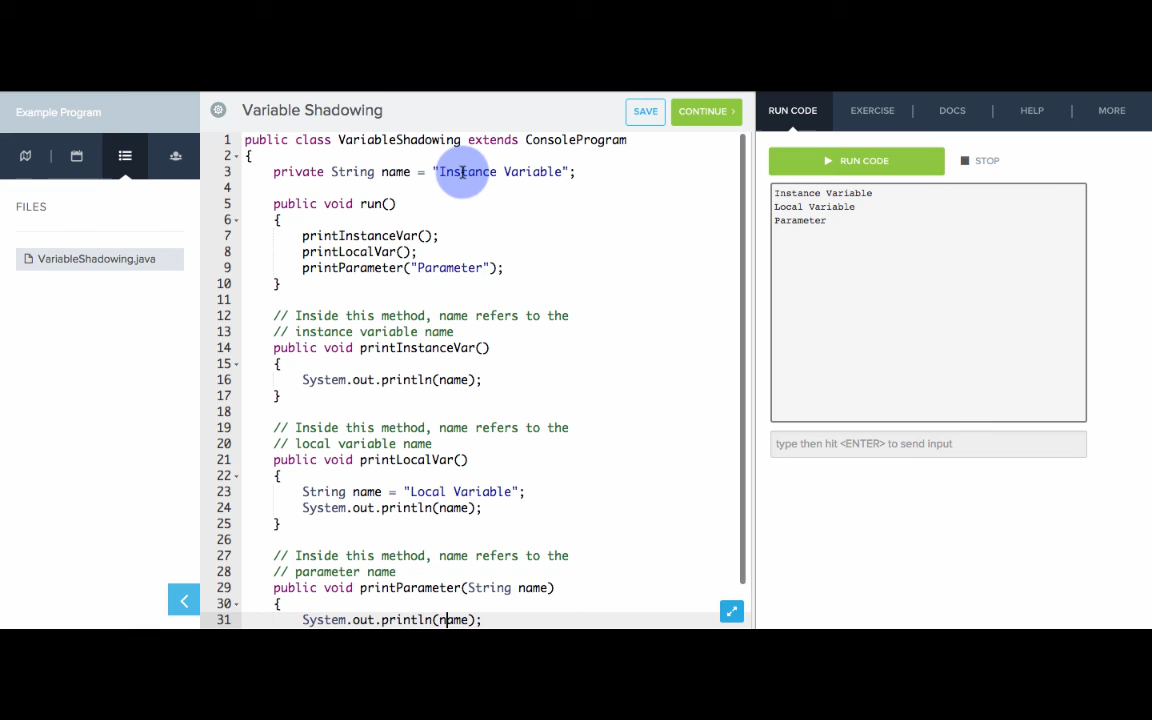 Example Program
Variable Shadowing
SAVE
CONTINUE >
RUN CODE
EXERCISE
DOCS
HELP
MORE
FILES
VariableShadowing.java
1 public class VariableShadowing extends ConsoleProgram
2 {
3 private String name = "Instance Variable";
4
5 public void run()
6 {
7 printInstanceVar();
8 printLocalVar();
9 printParameter("Parameter");
10 }
11
12 // Inside this method, name refers to the
13 // instance variable name
14 public void printInstanceVar()
15 {
16 System.out.println(name);
17 }
18
19 // Inside this method, name refers to the
20 // local variable name
21 public void printLocalVar()
22 {
23 String name = "Local Variable";
24 System.out.println(name);
25 }
26
27 // Inside this method, name refers to the
28 // parameter name
29 public void printParameter(String name)
30 {
31 System.out.println(name);
RUN CODE
STOP
Instance Variable
Local Variable
Parameter
type then hit <ENTER> to send input